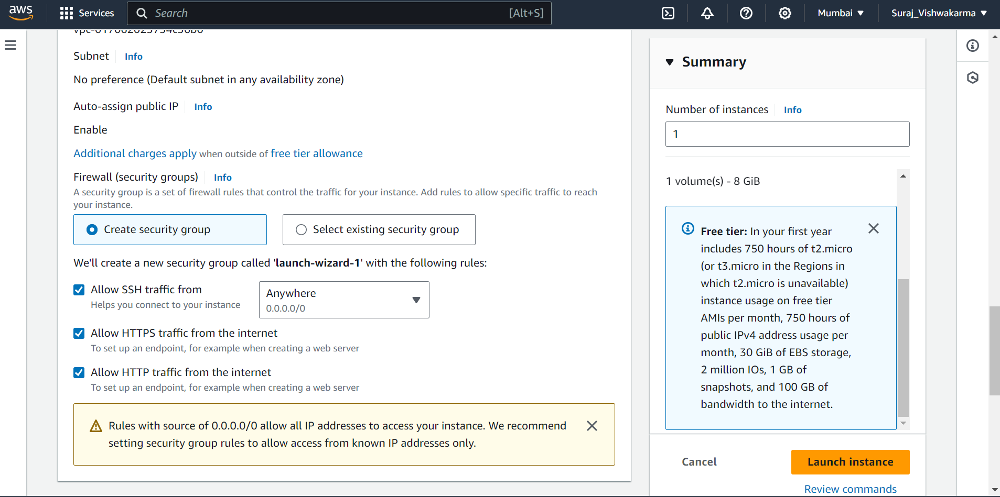 aws
Services
Search
[Alt+S]
Mumbai
Suraj_Vishwakarma
Subnet Info
No preference (Default subnet in any availability zone)
Auto-assign public IP Info
Enable
Additional charges apply when outside of free tier allowance
Firewall (security groups) Info
A security group is a set of firewall rules that control the traffic for your instance. Add rules to allow specific traffic to reach
your instance.
Create security group
Select existing security group
We'll create a new security group called 'launch-wizard-1' with the following rules:
Allow SSH traffic from
Helps you connect to your instance
Anywhere
0.0.0.0/0
Allow HTTPS traffic from the internet
To set up an endpoint, for example when creating a web server
Allow HTTP traffic from the internet
To set up an endpoint, for example when creating a web server
Rules with source of 0.0.0.0/0 allow all IP addresses to access your instance. We recommend
setting security group rules to allow access from known IP addresses only.
Summary
Number of instances Info
1
1 volume(s) - 8 GiB
Free tier: In your first year
includes 750 hours of t2.micro
(or t3.micro in the Regions in
which t2.micro is unavailable)
instance usage on free tier
AMIs per month, 750 hours of
public IPv4 address usage per
month, 30 GiB of EBS storage,
2 million IOs, 1 GB of
snapshots, and 100 GB of
bandwidth to the internet.
Cancel
Launch instance
Review commands